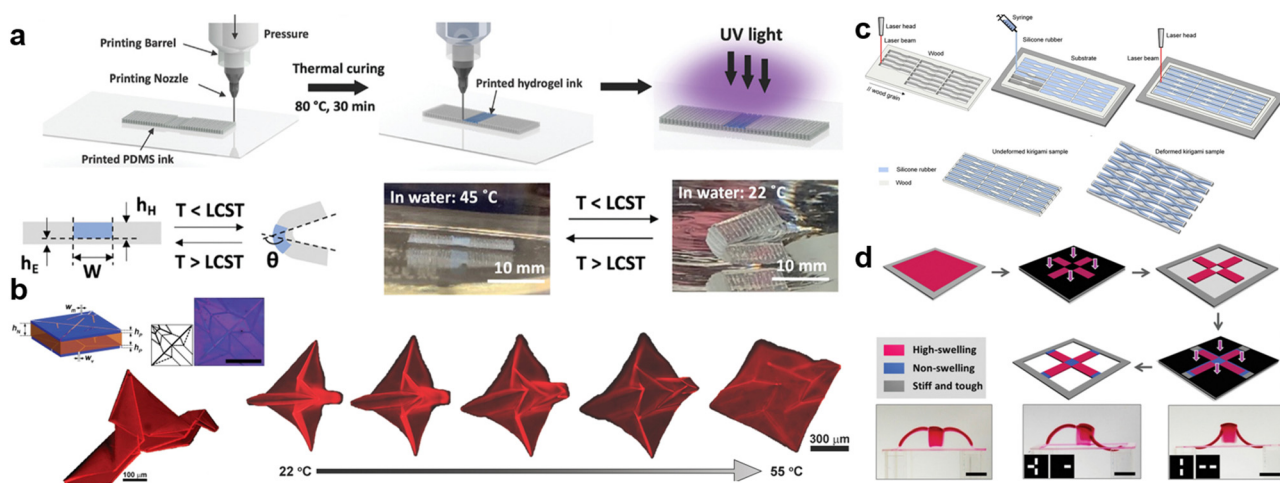 a
Printing Barrel
Pressure
Printing Nozzle
Thermal curing
80 °C, 30 min
Printed PDMS ink
Printed hydrogel ink
UV light
h_H
h_E
W
T < LCST
T > LCST
θ
In water: 45 ˚C
10 mm
T < LCST
T > LCST
In water: 22 ˚C
10 mm
b
300 μm
100 μm
22 °C
55 °C
c
Laser head
Laser beam
Wood
// wood grain
Syringe
Silicone rubber
Substrate
Laser head
Laser beam
Undeformed kirigami sample
Deformed kirigami sample
Silicone rubber
Wood
d
High-swelling
Non-swelling
Stiff and tough